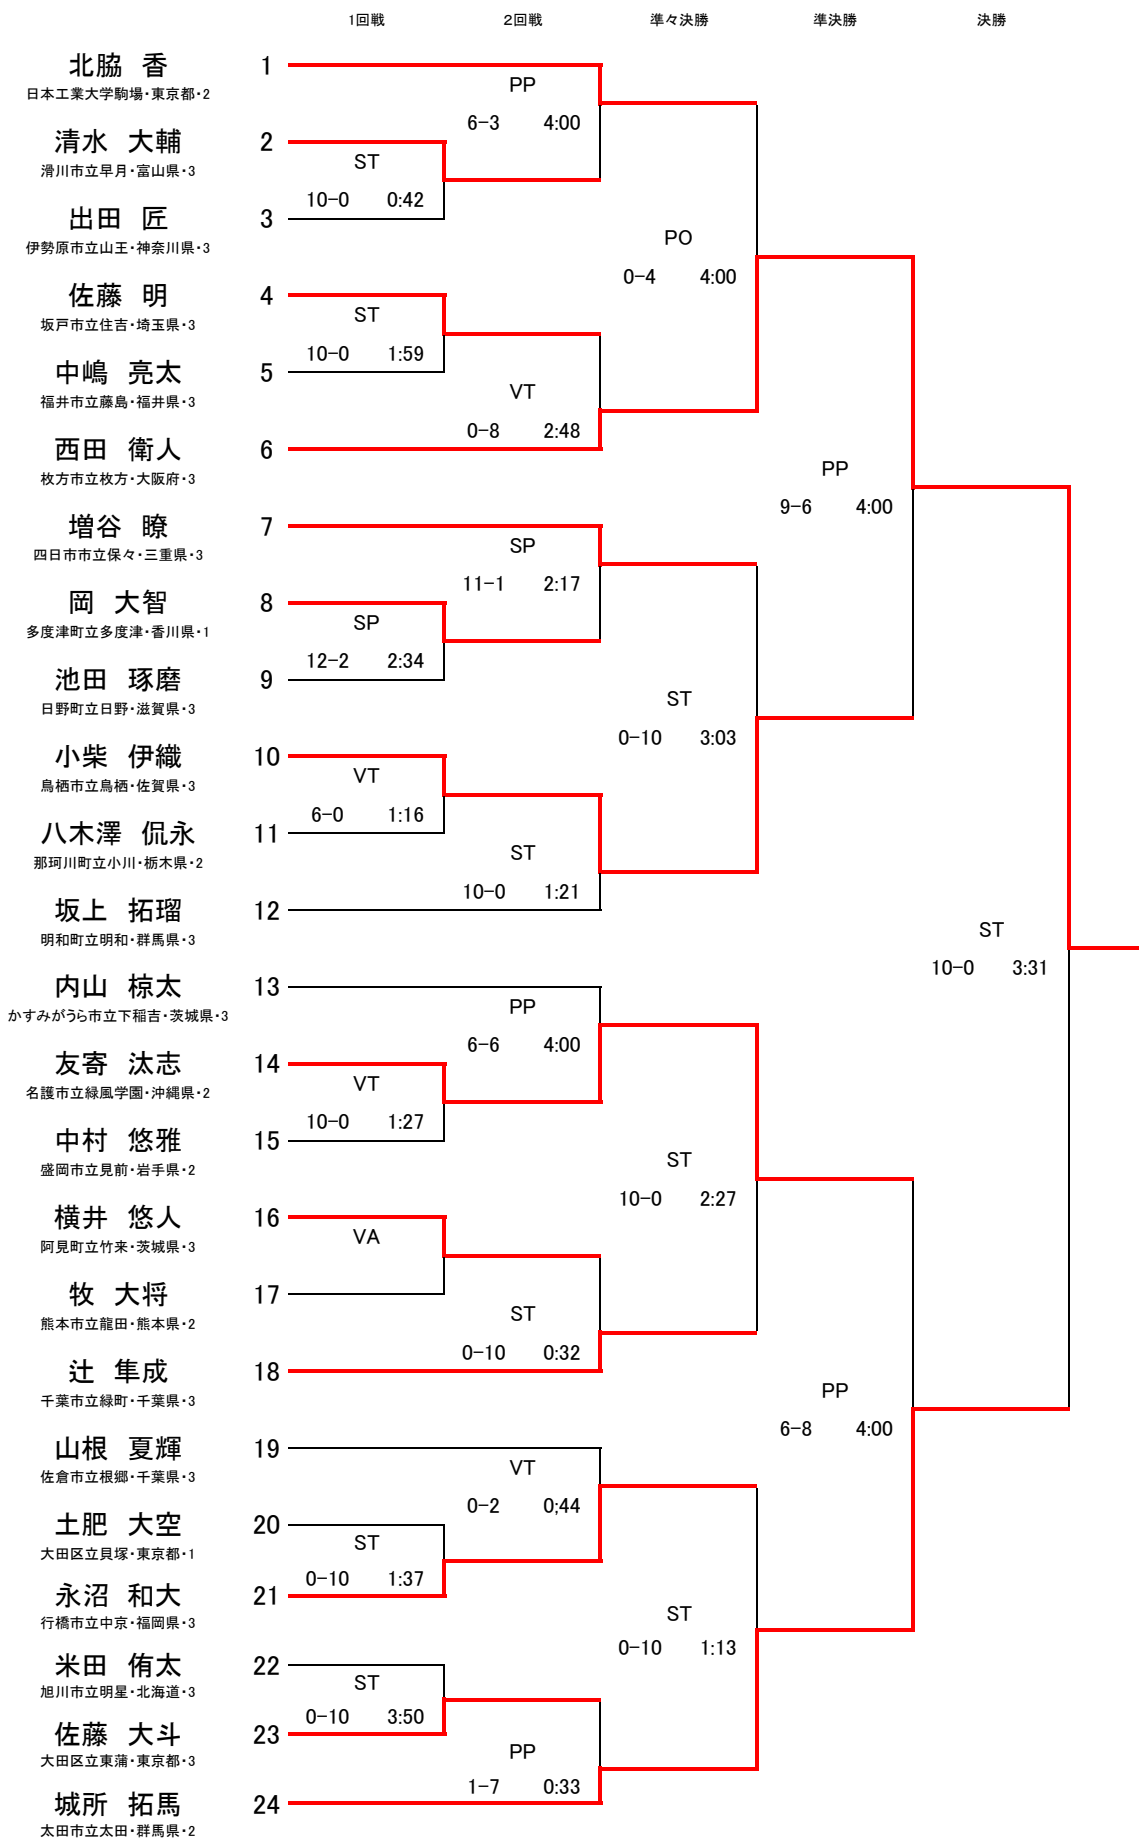 1回戦 2回戦 準々決勝 準決勝 決勝
北脇 香 1
日本工業大学駒場・東京都・2
PP
6-3 4:00
清水 大輔 2
滑川市立早月・富山県・3
ST
10-0 0:42
出田 匠 3
伊勢原市立山王・神奈川県・3
PO
0-4 4:00
佐藤 明 4
坂戸市立住吉・埼玉県・3
ST
10-0 1:59
中嶋 亮太 5
福井市立藤島・福井県・3
VT
0-8 2:48
西田 衛人 6
枚方市立枚方・大阪府・3
PP
9-6 4:00
増谷 瞭 7
四日市市立保々・三重県・3
SP
11-1 2:17
岡 大智 8
多度津町立多度津・香川県・1
SP
12-2 2:34
池田 琢磨 9
日野町立日野・滋賀県・3
ST
0-10 3:03
小柴 伊織 10
鳥栖市立鳥栖・佐賀県・3
VT
6-0 1:16
八木澤 侃永 11
那珂川町立小川・栃木県・2
ST
10-0 1:21
坂上 拓瑠 12
明和町立明和・群馬県・3
ST
10-0 3:31
内山 椋太 13
かすみがうら市立下稲吉・茨城県・3
PP
6-6 4:00
友寄 汰志 14
名護市立緑風学園・沖縄県・2
VT
10-0 1:27
中村 悠雅 15
盛岡市立見前・岩手県・2
ST
10-0 2:27
横井 悠人 16
阿見町立竹来・茨城県・3
VA
牧 大将 17
熊本市立龍田・熊本県・2
ST
0-10 0:32
辻 隼成 18
千葉市立緑町・千葉県・3
PP
6-8 4:00
山根 夏輝 19
佐倉市立根郷・千葉県・3
VT
0-2 0;44
土肥 大空 20
大田区立貝塚・東京都・1
ST
0-10 1:37
永沼 和大 21
行橋市立中京・福岡県・3
ST
0-10 1:13
米田 侑太 22
旭川市立明星・北海道・3
ST
0-10 3:50
佐藤 大斗 23
大田区立東蒲・東京都・3
PP
1-7 0:33
城所 拓馬 24
太田市立太田・群馬県・2